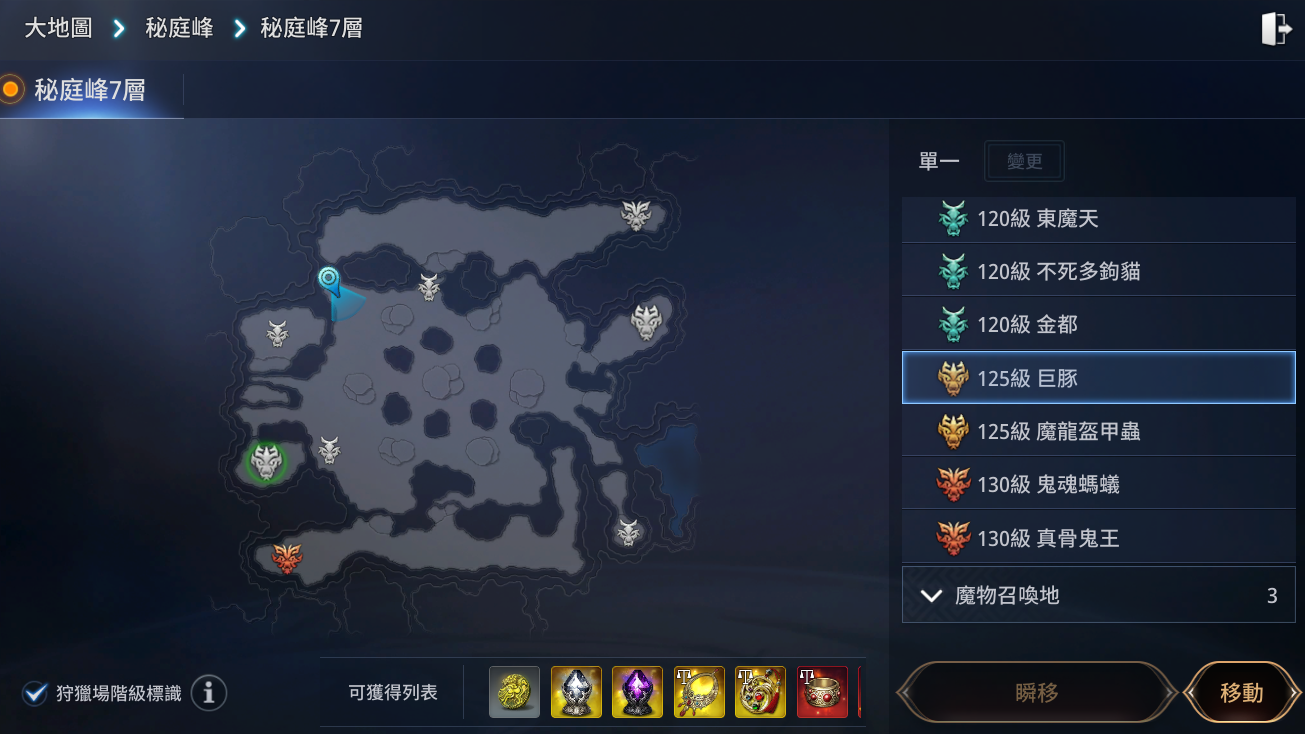 大地圖 秘庭峰 秘庭峰7層
秘庭峰7層
單一 變更
120級 東魔天
120級 不死多鉤貓
120級 金都
125級 巨豚
125級 魔龍盔甲蟲
130級 鬼魂螞蟻
130級 真骨鬼王
魔物召喚地 3
狩獵場階級標識
可獲得列表
T T T
瞬移 移動